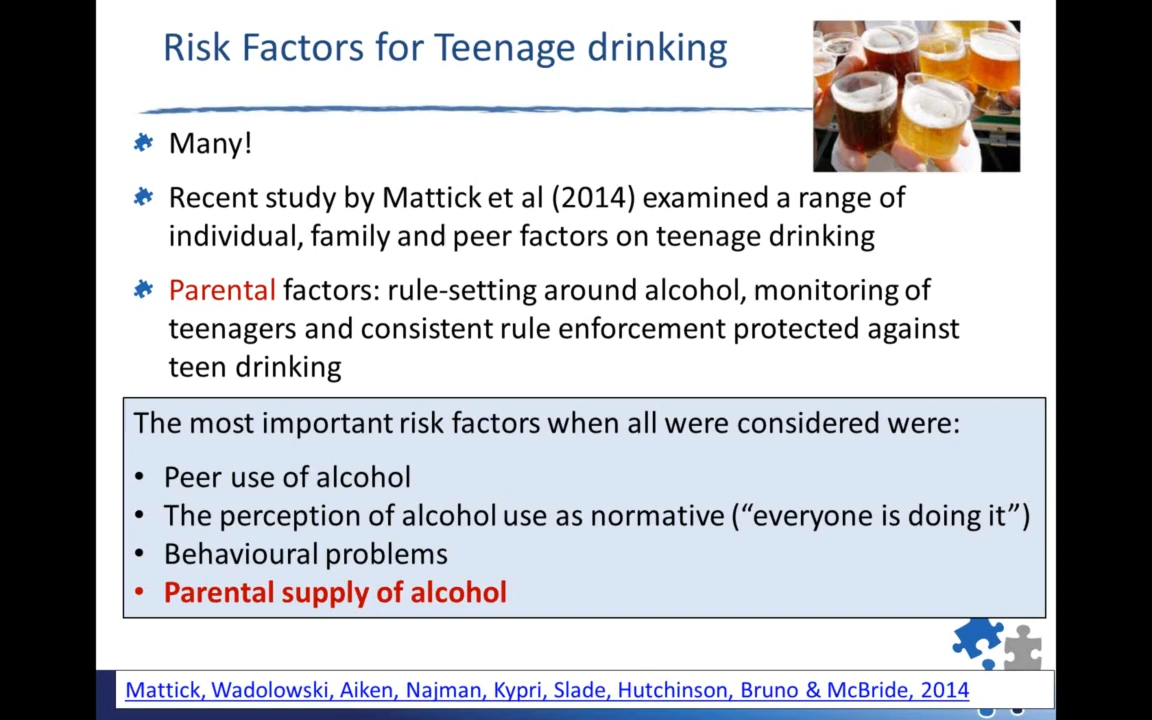 Risk Factors for Teenage drinking
Many!
Recent study by Mattick et al (2014) examined a range of
individual, family and peer factors on teenage drinking
Parental factors: rule-setting around alcohol, monitoring of
teenagers and consistent rule enforcement protected against
teen drinking
The most important risk factors when all were considered were:
• Peer use of alcohol
• The perception of alcohol use as normative (“everyone is doing it”)
• Behavioural problems
• Parental supply of alcohol
Mattick, Wadolowski, Aiken, Najman, Kypri, Slade, Hutchinson, Bruno & McBride, 2014